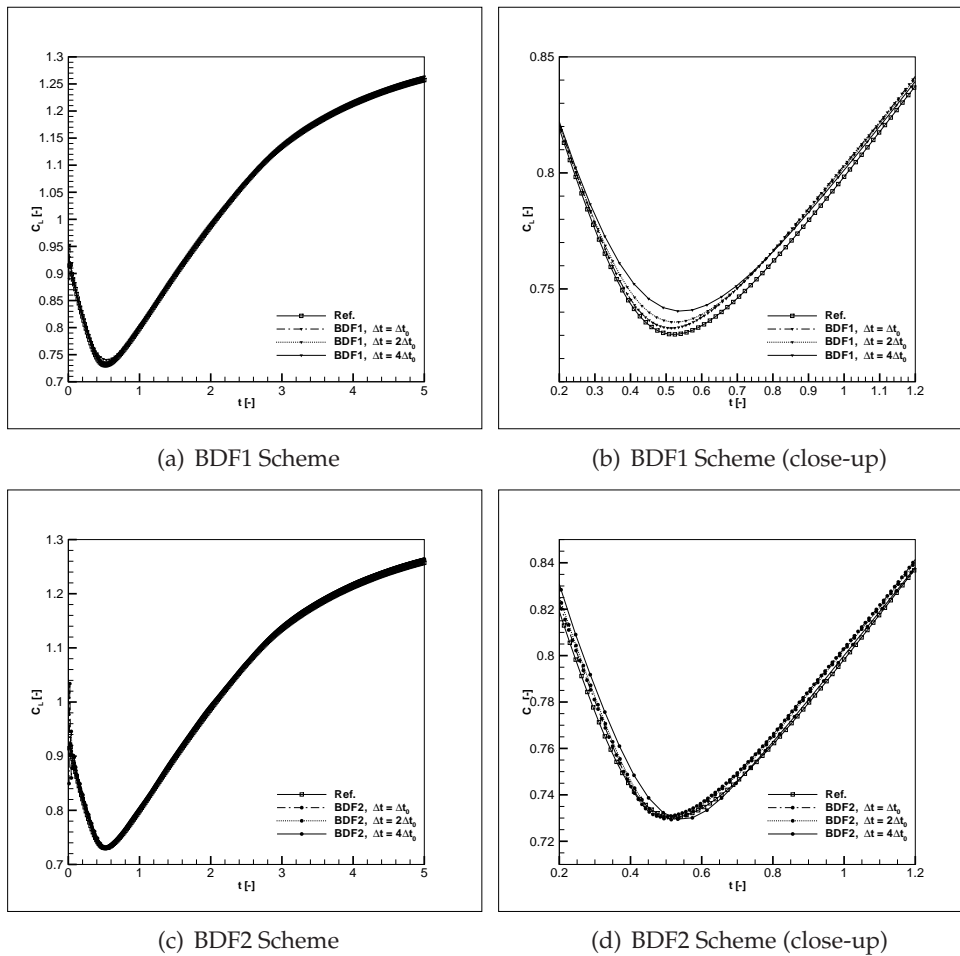 1.3
1.25
1.2
1.15
1.1
1.05
1
0.95
0.9
0.85
0.8
0.75
0.7
C_L [-]
0 1 2 3 4 5
t [-]
Ref.
BDF1, Δt = Δt₀
BDF1, Δt = 2Δt₀
BDF1, Δt = 4Δt₀
(a) BDF1 Scheme
0.85
0.8
0.75
C_L [-]
0.2 0.3 0.4 0.5 0.6 0.7 0.8 0.9 1 1.1 1.2
t [-]
Ref.
BDF1, Δt = Δt₀
BDF1, Δt = 2Δt₀
BDF1, Δt = 4Δt₀
(b) BDF1 Scheme (close-up)
1.3
1.2
1.1
1
0.9
0.8
0.7
C_L [-]
0 1 2 3 4 5
t [-]
Ref.
BDF2, Δt = Δt₀
BDF2, Δt = 2Δt₀
BDF2, Δt = 4Δt₀
(c) BDF2 Scheme
0.84
0.82
0.8
0.78
0.76
0.74
0.72
C_L [-]
0.2 0.3 0.4 0.5 0.6 0.7 0.8 0.9 1 1.1 1.2
t [-]
Ref.
BDF2, Δt = Δt₀
BDF2, Δt = 2Δt₀
BDF2, Δt = 4Δt₀
(d) BDF2 Scheme (close-up)